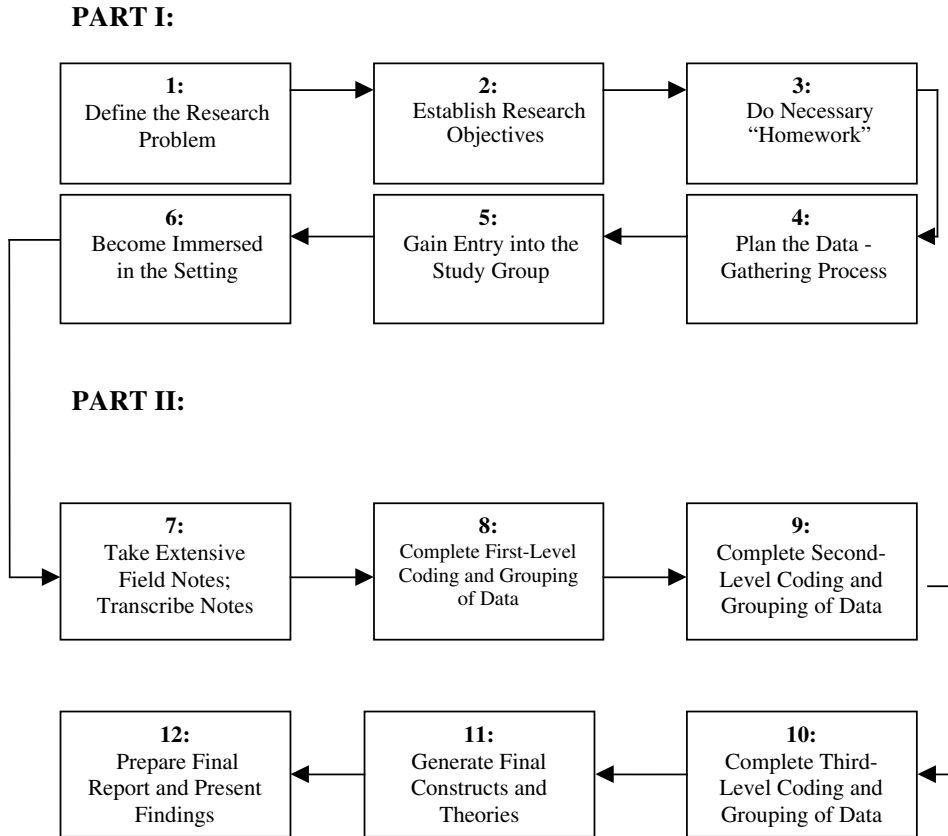 PART I:
1:
Define the Research
Problem
2:
Establish Research
Objectives
3:
Do Necessary
“Homework”
4:
Plan the Data -
Gathering Process
5:
Gain Entry into the
Study Group
6:
Become Immersed
in the Setting
PART II:
7:
Take Extensive
Field Notes;
Transcribe Notes
8:
Complete First-Level
Coding and Grouping
of Data
9:
Complete Second-
Level Coding and
Grouping of Data
10:
Complete Third-
Level Coding and
Grouping of Data
11:
Generate Final
Constructs and
Theories
12:
Prepare Final
Report and Present
Findings